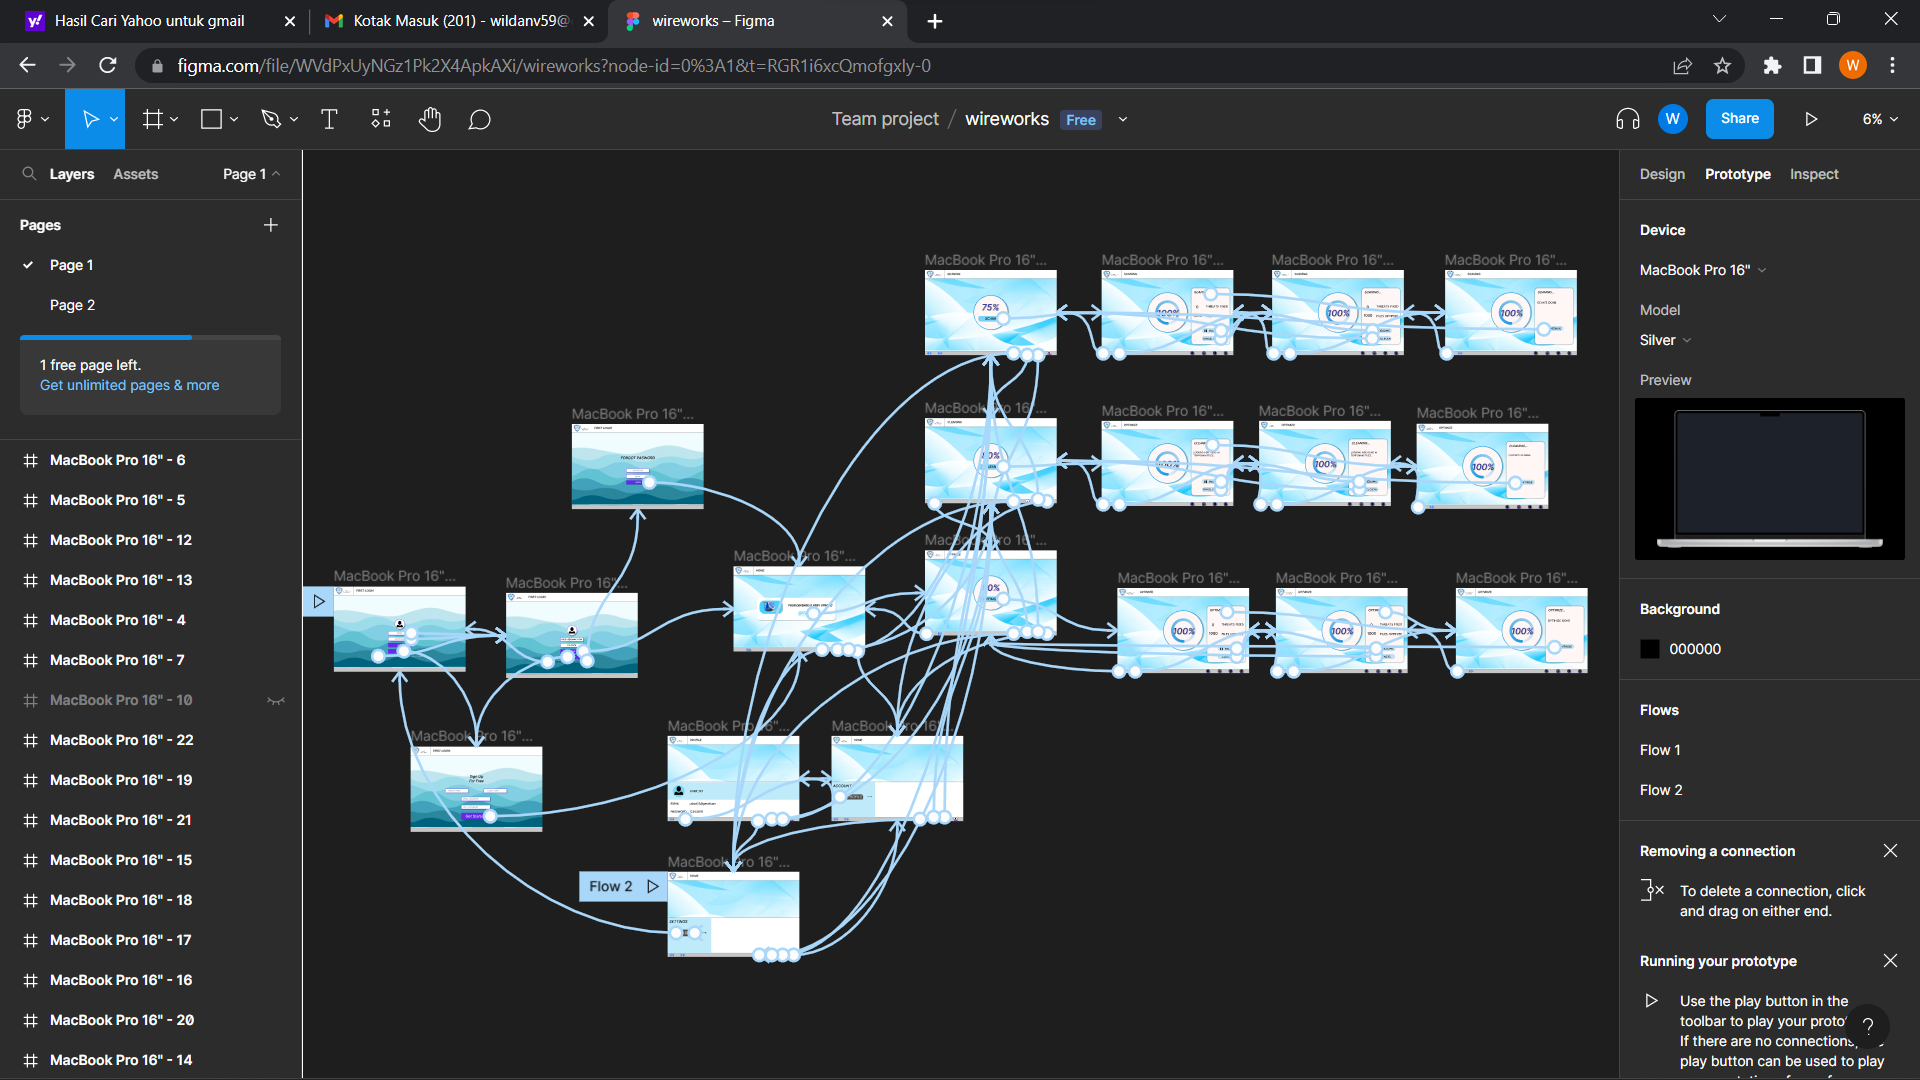 Hasil Cari Yahoo untuk gmail
Kotak Masuk (201) - wildanv59@
wireworks – Figma
figma.com/file/WVdPxUyNGz1Pk2X4ApkAXi/wireworks?node-id=0%3A1&t=RGR1i6xcQmofgxly-0
W
Team project / wireworks Free
W
Share
6%
Layers
Assets
Page 1
Pages
Page 1
Page 2
1 free page left.
Get unlimited pages & more
MacBook Pro 16" - 6
MacBook Pro 16" - 5
MacBook Pro 16" - 12
MacBook Pro 16" - 13
MacBook Pro 16" - 4
MacBook Pro 16" - 7
MacBook Pro 16" - 10
MacBook Pro 16" - 22
MacBook Pro 16" - 19
MacBook Pro 16" - 21
MacBook Pro 16" - 15
MacBook Pro 16" - 18
MacBook Pro 16" - 17
MacBook Pro 16" - 16
MacBook Pro 16" - 20
MacBook Pro 16" - 14
MacBook Pro 16"...
MacBook Pro 16"...
MacBook Pro 16"...
MacBook Pro 16"...
75%
100%
100%
100%
MacBook Pro 16"...
MacBook Pro 16"...
MacBook Pro 16"...
MacBook Pro 16"...
MacBook Pro 16"...
FORGOT PASSWORD
100%
100%
100%
MacBook Pro 16"...
MacBook Pro 16"...
MacBook Pro 16"...
MacBook Pro 16"...
MacBook Pro 16"...
MacBook Pro 16"...
MacBook Pro 16"...
100%
100%
100%
MacBook Pro 16"...
MacBook Pro 16"...
MacBook Pro 16"...
Sign Up
For Free
ACCOUNT
MacBook Pro 16"...
Flow 2
SETTINGS
Design
Prototype
Inspect
Device
MacBook Pro 16"
Model
Silver
Preview
Background
000000
Flows
Flow 1
Flow 2
Removing a connection
To delete a connection, click
and drag on either end.
Running your prototype
Use the play button in the
toolbar to play your proto
If there are no connections,
play button can be used to play
?